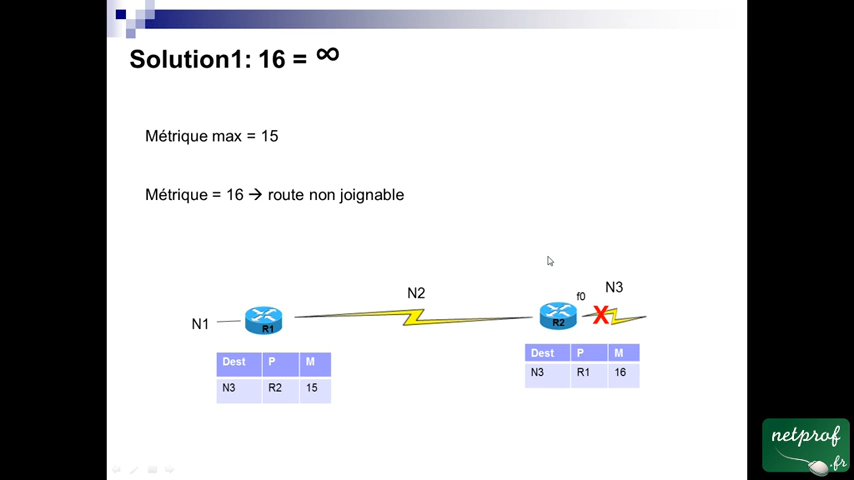 Solution1: 16 = ∞
Métrique max = 15
Métrique = 16 → route non joignable
N2
f0
N3
N1
R1
R2
X
Dest P M
N3 R2 15
Dest P M
N3 R1 16
netprof
.fr